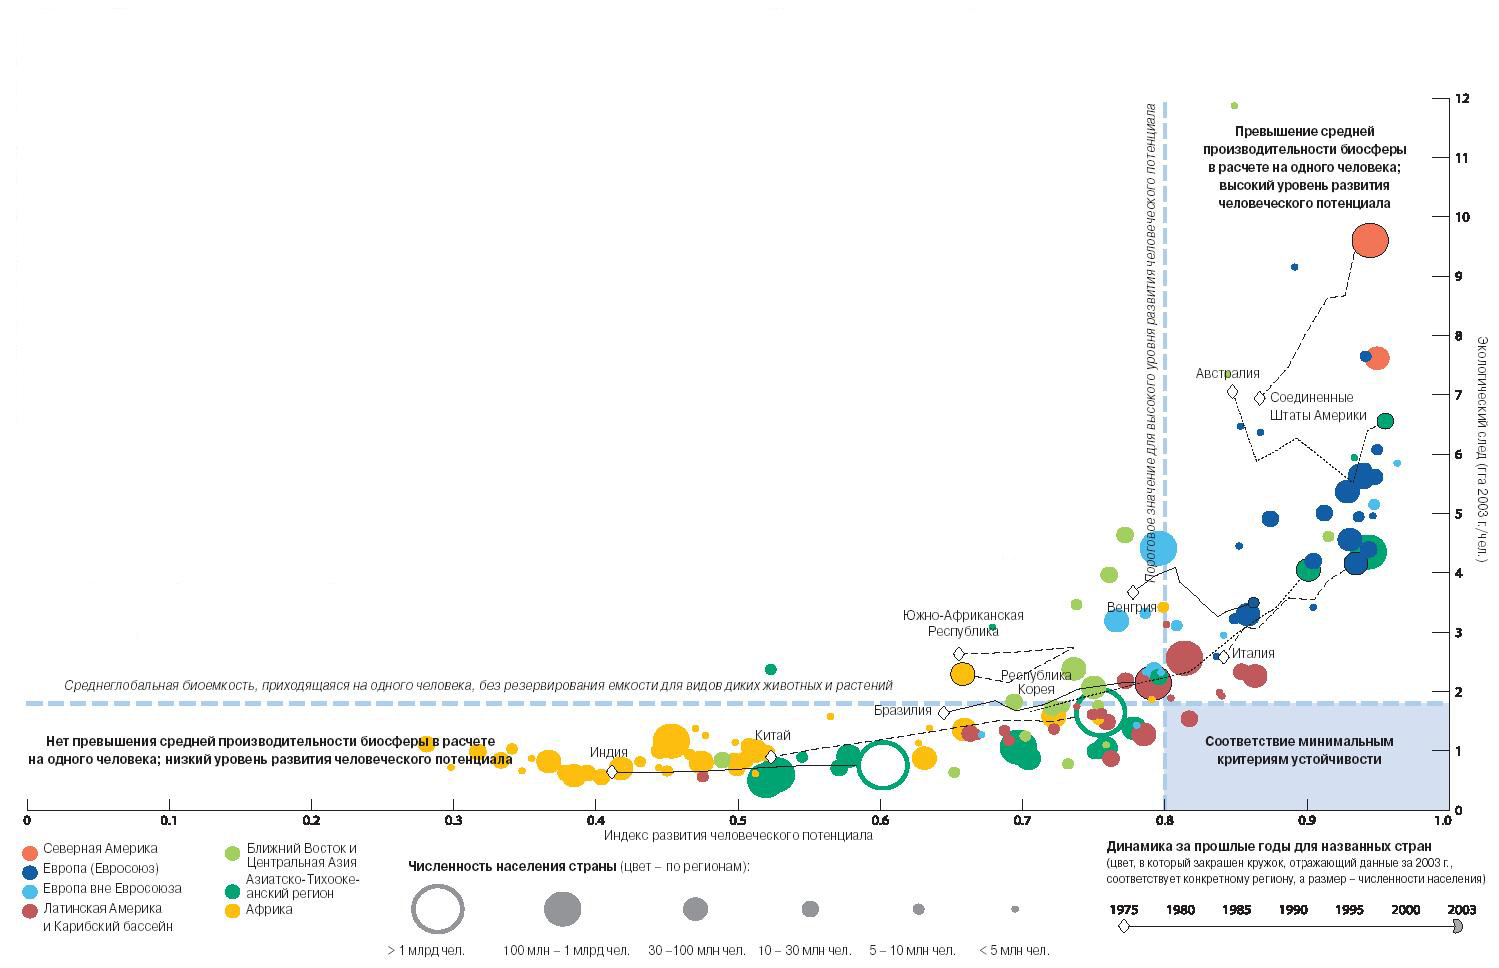 12
Превышение средней
производительности биосферы
в расчете на одного человека;
высокий уровень развития
человеческого потенциала
11
10
9
8
7
6
5
4
3
2
1
0
Экологический след (гга 2003 г./чел.)
Пороговое значение для высокого уровня развития человеческого потенциала
Австралия
Соединенные
Штаты Америки
Венгрия
Южно-Африканская
Республика
Италия
Республика
Корея
Среднеглобальная биоемкость, приходящаяся на одного человека, без резервирования емкости для видов диких животных и растений
Бразилия
Китай
Индия
Нет превышения средней производительности биосферы в расчете
на одного человека; низкий уровень развития человеческого потенциала
Соответствие минимальным
критериям устойчивости
0 0.1 0.2 0.3 0.4 0.5 0.6 0.7 0.8 0.9 1.0
Индекс развития человеческого потенциала
Северная Америка
Европа (Евросоюз)
Европа вне Евросоюза
Латинская Америка
и Карибский бассейн
Ближний Восток и
Центральная Азия
Азиатско-Тихооке-
анский регион
Африка
Численность населения страны (цвет – по регионам):
> 1 млрд чел. 100 млн – 1 млрд чел. 30 –100 млн чел. 10 – 30 млн чел. 5 – 10 млн чел. < 5 млн чел.
Динамика за прошлые годы для названных стран
(цвет, в который закрашен кружок, отражающий данные за 2003 г.,
соответствует конкретному региону, а размер – численности населения)
1975 1980 1985 1990 1995 2000 2003